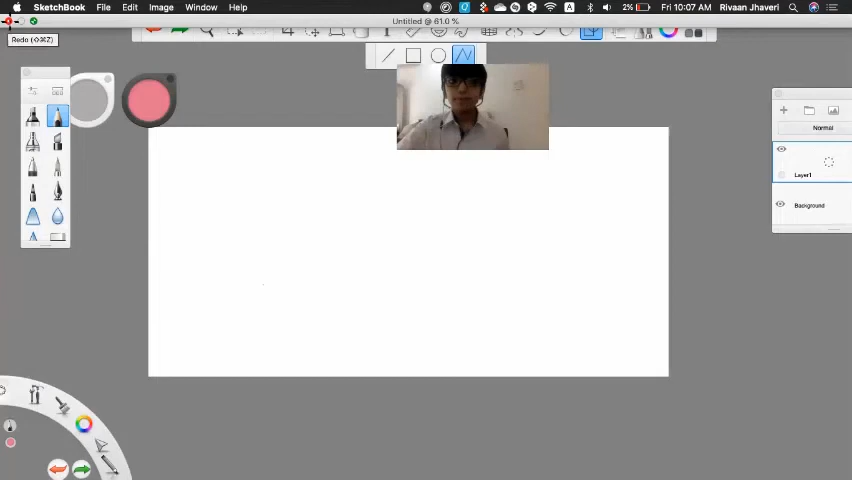 SketchBook File Edit Image Window Help 2% Fri 10:07 AM Rivaan Jhaveri
Untitled @ 61.0 %
Redo (⇧⌘Z)
Normal
Layer1
Background